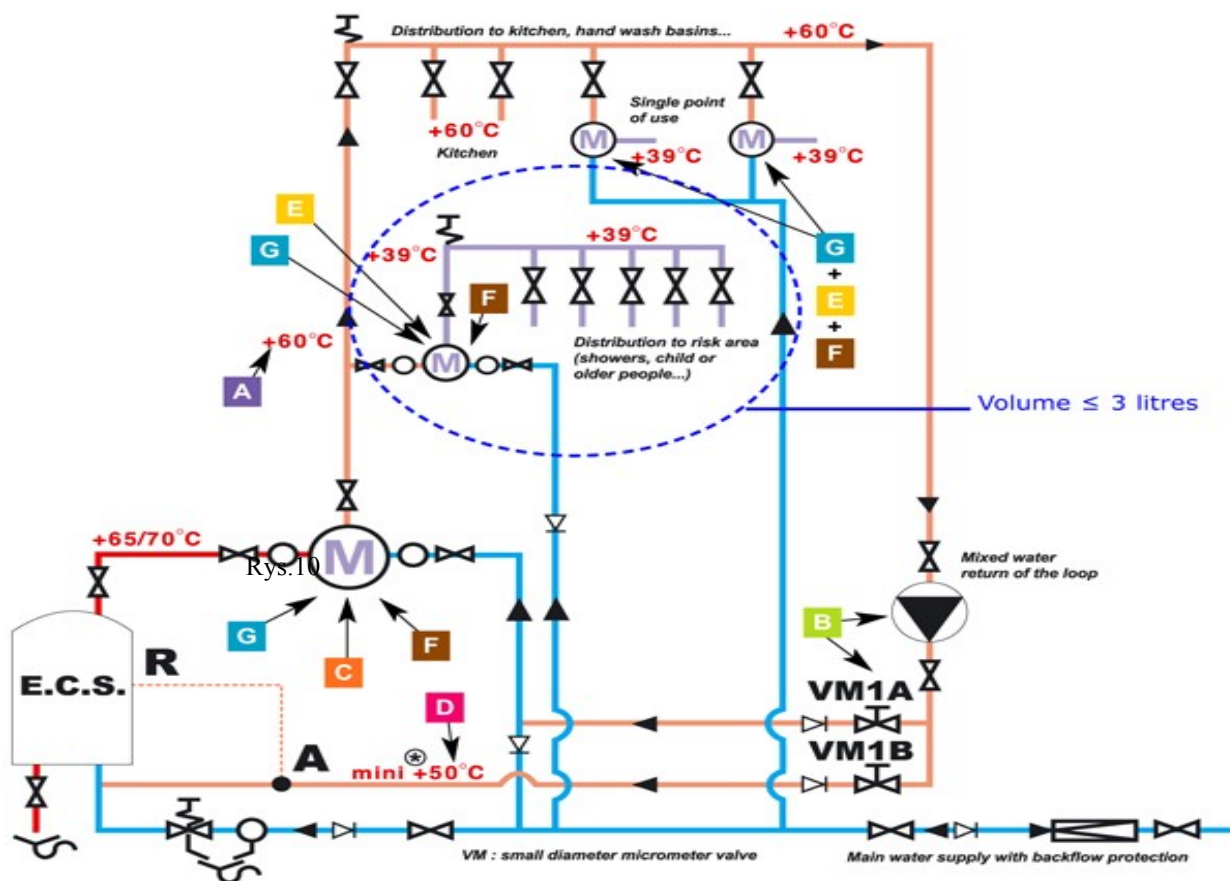 Distribution to kitchen, hand wash basins...
+60°C
Single point
of use
+60°C
Kitchen
M
M
+39°C
+39°C
E
G
+39°C
+39°C
F
G
+
E
+
F
+60°C
A
M
Distribution to risk area
(showers, child or
older people...)
Volume ≤ 3 litres
+65/70°C
Rys.10
M
Mixed water
return of the loop
G
C
F
B
E.C.S.
R
VM1A
D
A
mini +50°C
*
VM1B
VM : small diameter micrometer valve
Main water supply with backflow protection